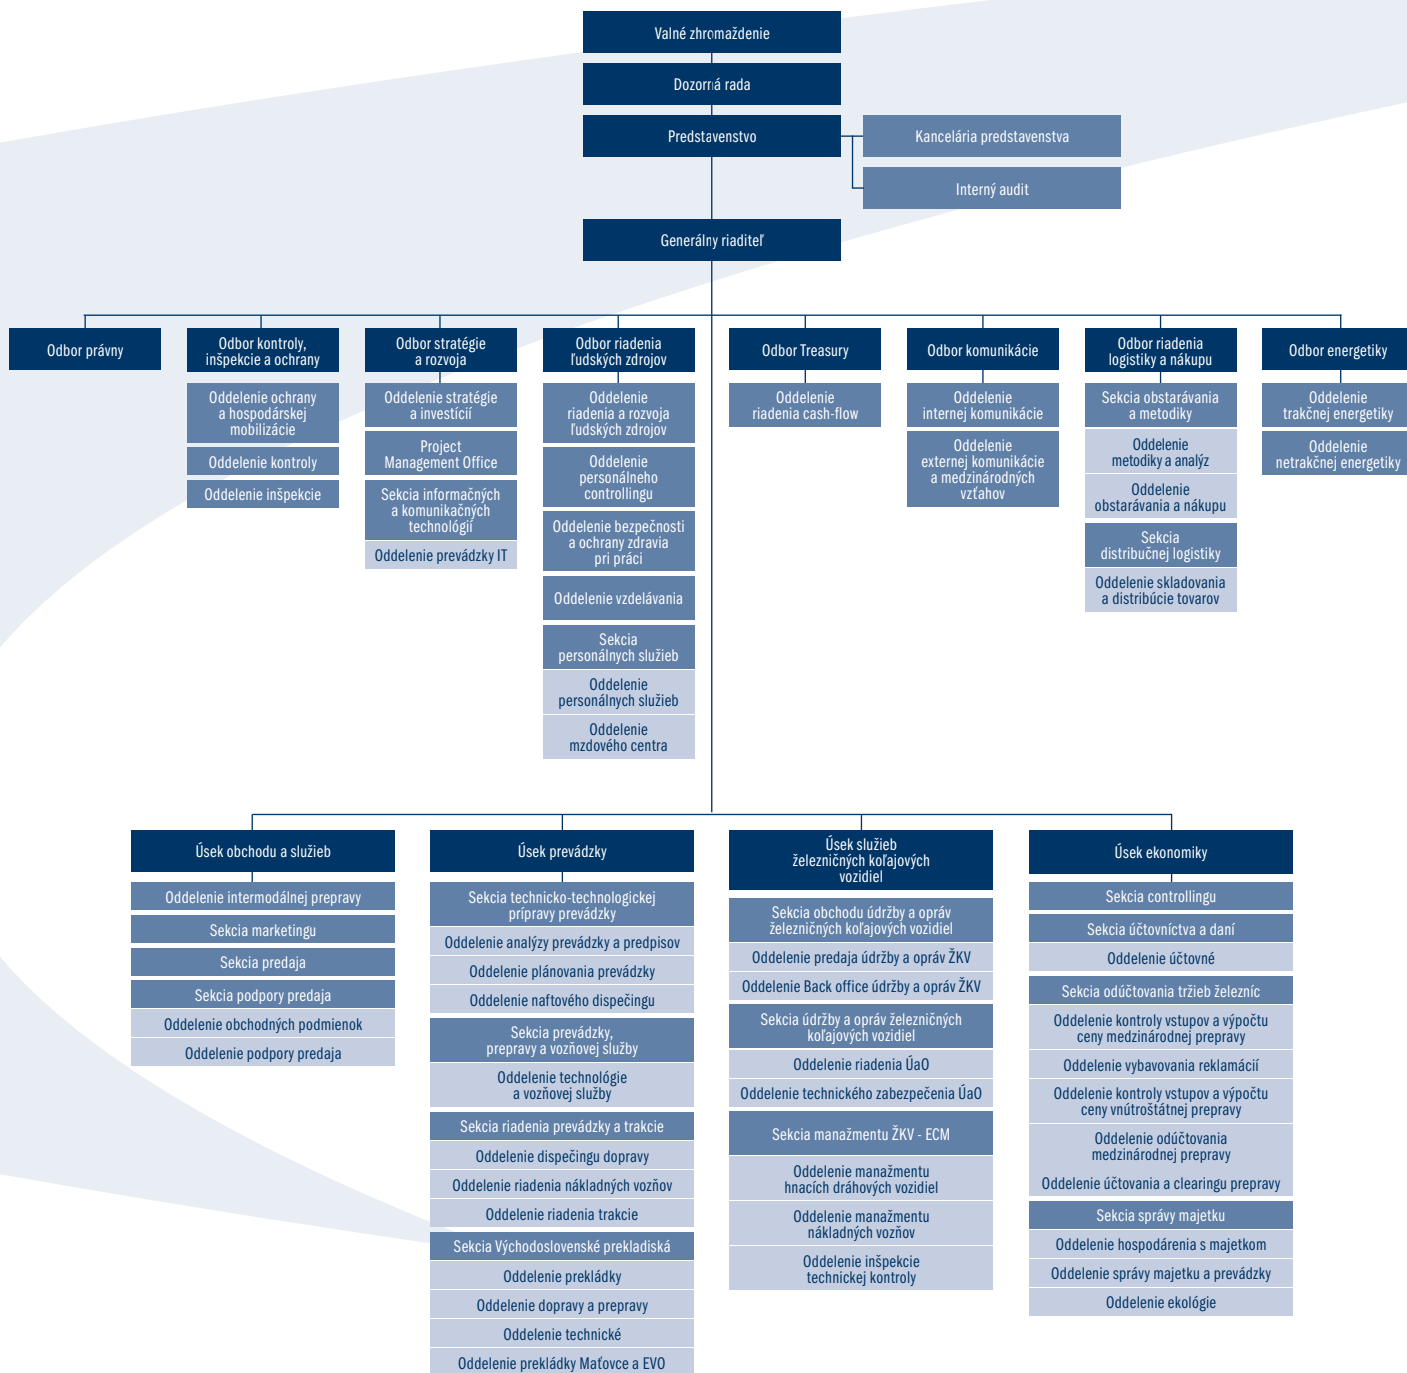 Valné zhromaždenie
Dozorná rada
Predstavenstvo
Kancelária predstavenstva
Interný audit
Generálny riaditeľ
Odbor právny
Odbor kontroly,
inšpekcie a ochrany
Oddelenie ochrany
a hospodárskej
mobilizácie
Oddelenie kontroly
Oddelenie inšpekcie
Odbor stratégie
a rozvoja
Oddelenie stratégie
a investícií
Project
Management Office
Sekcia informačných
a komunikačných
technológií
Oddelenie prevádzky IT
Odbor riadenia
ľudských zdrojov
Oddelenie
riadenia a rozvoja
ľudských zdrojov
Oddelenie
personálneho
controllingu
Oddelenie bezpečnosti
a ochrany zdravia
pri práci
Oddelenie vzdelávania
Sekcia
personálnych služieb
Oddelenie
personálnych služieb
Oddelenie
mzdového centra
Odbor Treasury
Oddelenie
riadenia cash-flow
Odbor komunikácie
Oddelenie
internej komunikácie
Oddelenie
externej komunikácie
a medzinárodných
vzťahov
Odbor riadenia
logistiky a nákupu
Sekcia obstarávania
a metodiky
Oddelenie
metodiky a analýz
Oddelenie
obstarávania a nákupu
Sekcia
distribučnej logistiky
Oddelenie skladovania
a distribúcie tovarov
Odbor energetiky
Oddelenie
trakčnej energetiky
Oddelenie
netrakčnej energetiky
Úsek obchodu a služieb
Oddelenie intermodálnej prepravy
Sekcia marketingu
Sekcia predaja
Sekcia podpory predaja
Oddelenie obchodných podmienok
Oddelenie podpory predaja
Úsek prevádzky
Sekcia technicko-technologickej
prípravy prevádzky
Oddelenie analýzy prevádzky a predpisov
Oddelenie plánovania prevádzky
Oddelenie naftového dispečingu
Sekcia prevádzky,
prepravy a vozňovej služby
Oddelenie technológie
a vozňovej služby
Sekcia riadenia prevádzky a trakcie
Oddelenie dispečingu dopravy
Oddelenie riadenia nákladných vozňov
Oddelenie riadenia trakcie
Sekcia Východoslovenské prekladiská
Oddelenie prekládky
Oddelenie dopravy a prepravy
Oddelenie technické
Oddelenie prekládky Maťovce a EVO
Úsek služieb
železničných koľajových
vozidiel
Sekcia obchodu údržby a opráv
železničných koľajových vozidiel
Oddelenie predaja údržby a opráv ŽKV
Oddelenie Back office údržby a opráv ŽKV
Sekcia údržby a opráv železničných
koľajových vozidiel
Oddelenie riadenia ÚaO
Oddelenie technického zabezpečenia ÚaO
Sekcia manažmentu ŽKV - ECM
Oddelenie manažmentu
hnacích dráhových vozidiel
Oddelenie manažmentu
nákladných vozňov
Oddelenie inšpekcie
technickej kontroly
Úsek ekonomiky
Sekcia controllingu
Sekcia účtovníctva a daní
Oddelenie účtovné
Sekcia odúčtovania tržieb železníc
Oddelenie kontroly vstupov a výpočtu
ceny medzinárodnej prepravy
Oddelenie vybavovania reklamácií
Oddelenie kontroly vstupov a výpočtu
ceny vnútroštátnej prepravy
Oddelenie odúčtovania
medzinárodnej prepravy
Oddelenie účtovania a clearingu prepravy
Sekcia správy majetku
Oddelenie hospodárenia s majetkom
Oddelenie správy majetku a prevádzky
Oddelenie ekológie